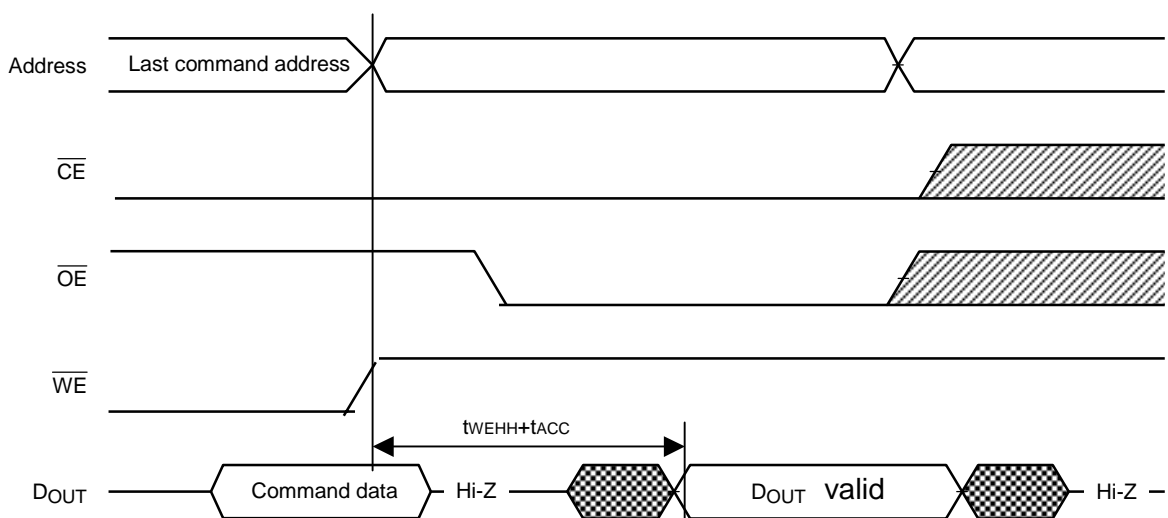 Address Last command address
CE
OE
WE
tWEHH+tACC
DOUT Command data Hi-Z DOUT valid Hi-Z